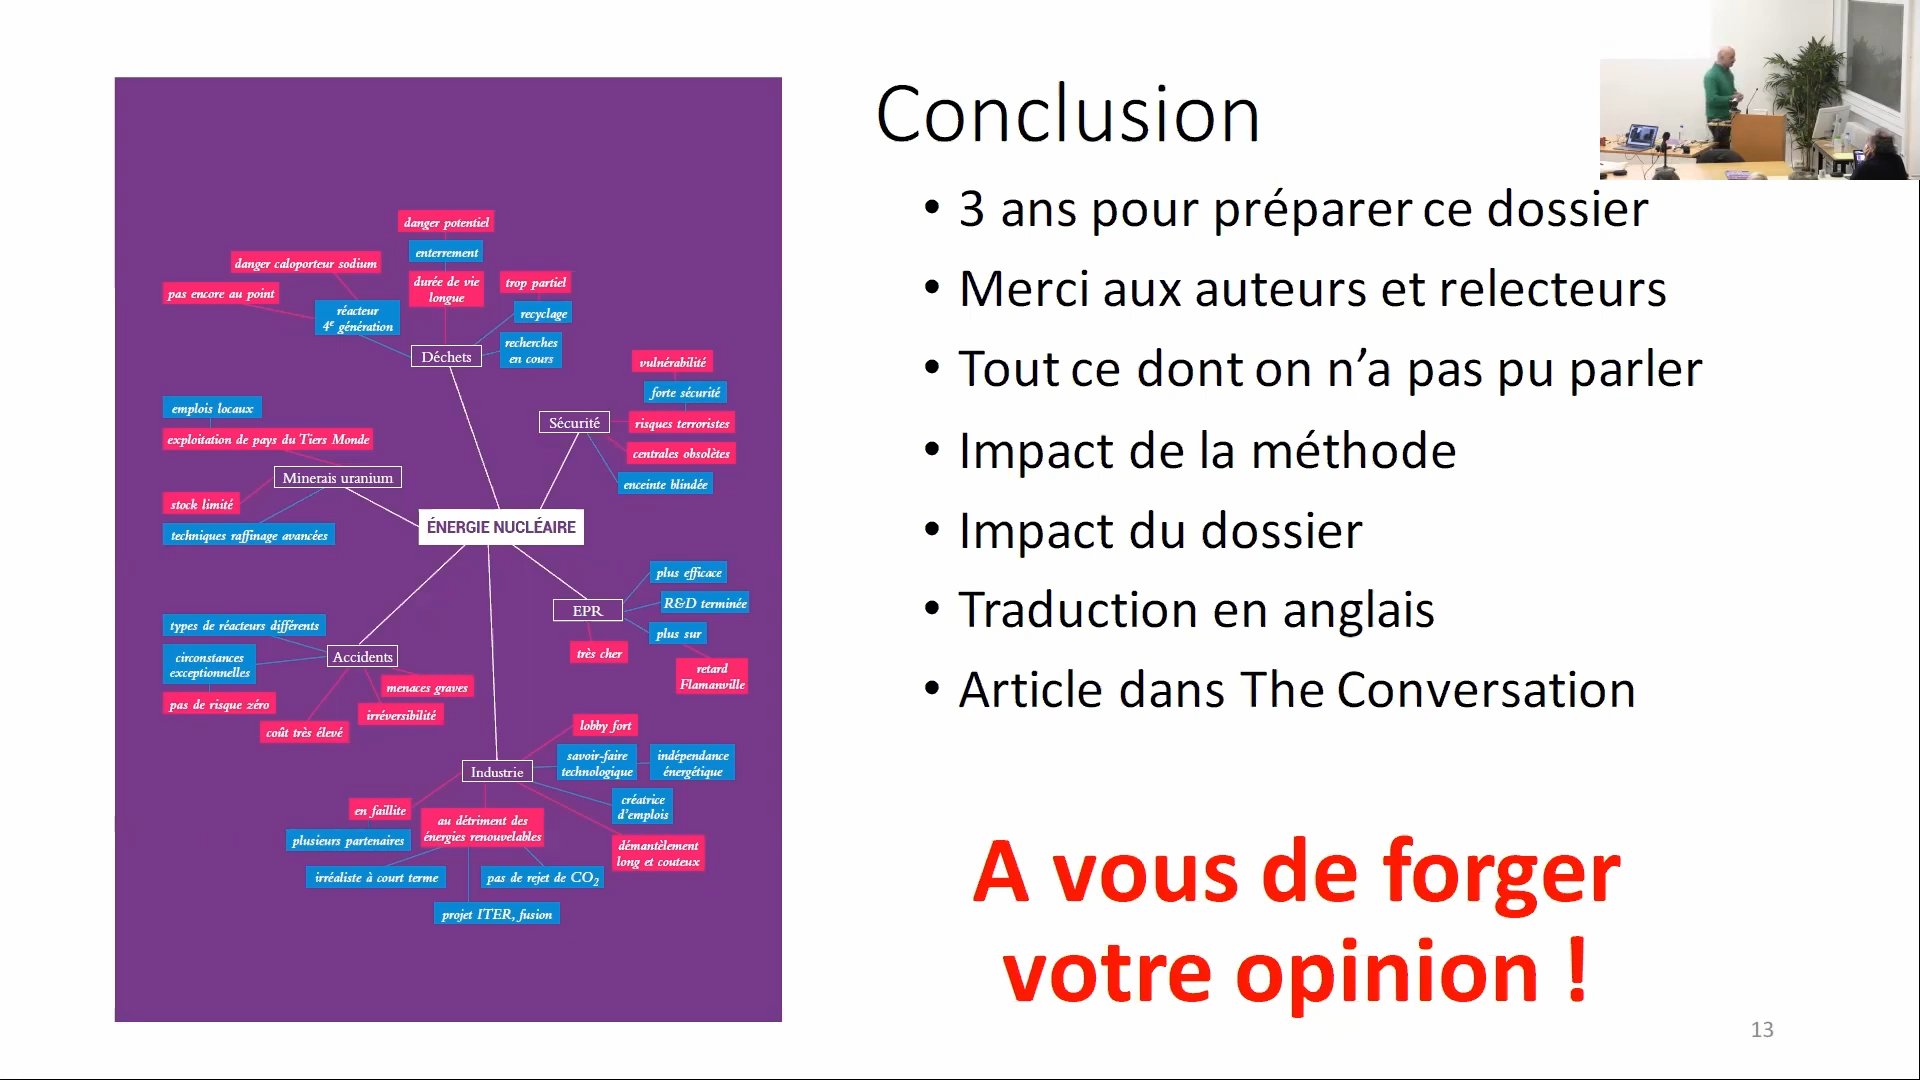 Conclusion
• 3 ans pour préparer ce dossier
• Merci aux auteurs et relecteurs
• Tout ce dont on n’a pas pu parler
• Impact de la méthode
• Impact du dossier
• Traduction en anglais
• Article dans The Conversation
A vous de forger
votre opinion !
13
danger potentiel
enterrement
durée de vie
longue
danger caloporteur sodium
pas encore au point
réacteur
4e génération
trop partiel
recyclage
recherches
en cours
Déchets
vulnérabilité
forte sécurité
risques terroristes
centrales obsolètes
enceinte blindée
Sécurité
emplois locaux
exploitation de pays du Tiers Monde
Minerais uranium
stock limité
techniques raffinage avancées
ÉNERGIE NUCLÉAIRE
plus efficace
R&D terminée
plus sur
EPR
très cher
retard
Flamanville
types de réacteurs différents
circonstances
exceptionnelles
pas de risque zéro
Accidents
menaces graves
irréversibilité
coût très élevé
lobby fort
savoir-faire
technologique
indépendance
énergétique
Industrie
créatrice
d’emplois
en faillite
plusieurs partenaires
au détriment des
énergies renouvelables
démantèlement
long et couteux
irréaliste à court terme
pas de rejet de CO2
projet ITER, fusion